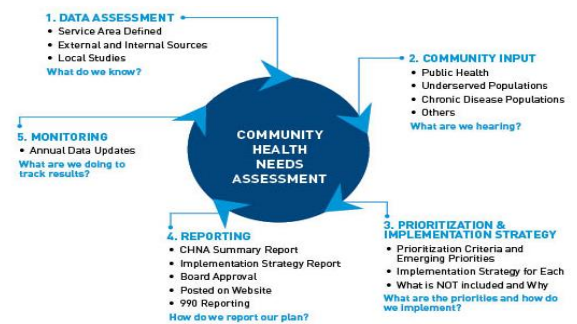 1. DATA ASSESSMENT
• Service Area Defined
• External and Internal Sources
• Local Studies
What do we know?
2. COMMUNITY INPUT
• Public Health
• Underserved Populations
• Chronic Disease Populations
• Others
What are we hearing?
3. PRIORITIZATION &
IMPLEMENTATION STRATEGY
• Prioritization Criteria and
Emerging Priorities
• Implementation Strategy for Each
• What is NOT included and Why
What are the priorities and how do
we implement?
4. REPORTING
• CHNA Summary Report
• Implementation Strategy Report
• Board Approval
• Posted on Website
• 990 Reporting
How do we report our plan?
5. MONITORING
• Annual Data Updates
What are we doing to
track results?
COMMUNITY
HEALTH
NEEDS
ASSESSMENT